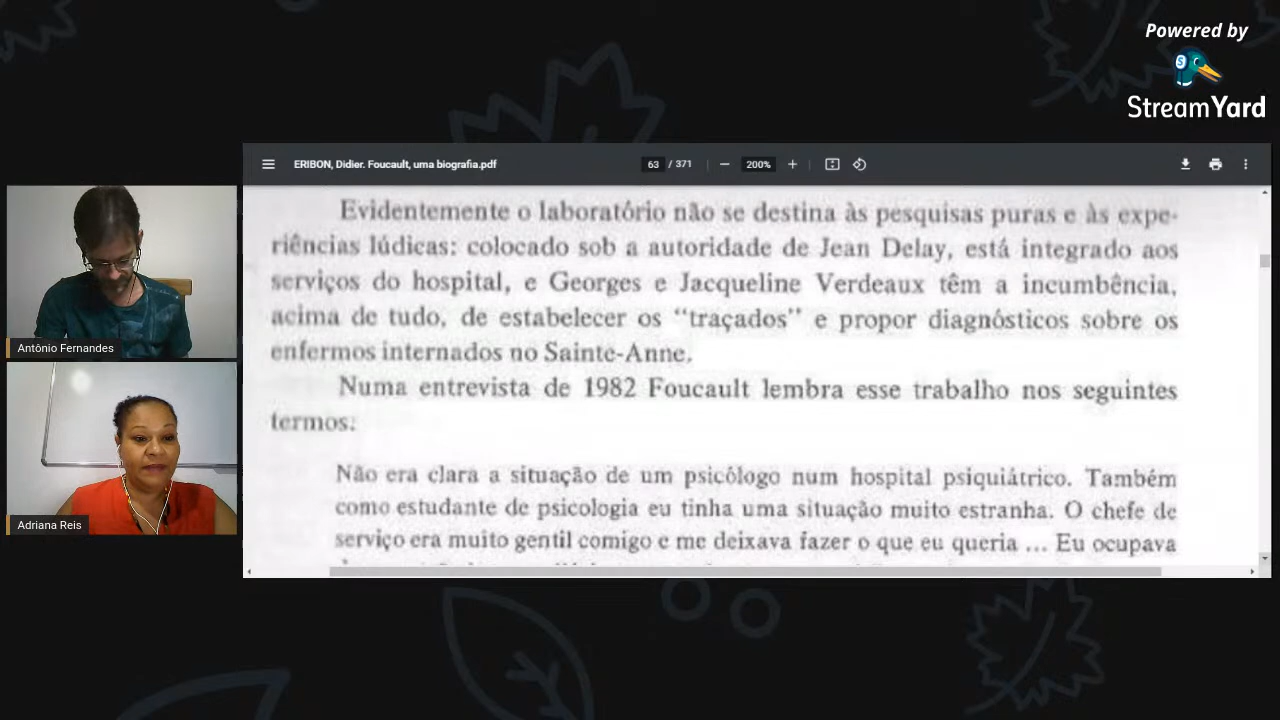 Powered by
StreamYard
ERIBON, Didier. Foucault, uma biografia.pdf
63 / 371
200%
Evidentemente o laboratório não se destina às pesquisas puras e às expe-
riências lúdicas: colocado sob a autoridade de Jean Delay, está integrado aos
serviços do hospital, e Georges e Jacqueline Verdeaux têm a incumbência,
acima de tudo, de estabelecer os "traçados" e propor diagnósticos sobre os
enfermos internados no Sainte-Anne.
Numa entrevista de 1982 Foucault lembra esse trabalho nos seguintes
termos:
Não era clara a situação de um psicólogo num hospital psiquiátrico. Também
como estudante de psicologia eu tinha uma situação muito estranha. O chefe de
serviço era muito gentil comigo e me deixava fazer o que eu queria ... Eu ocupava
Antônio Fernandes
Adriana Reis